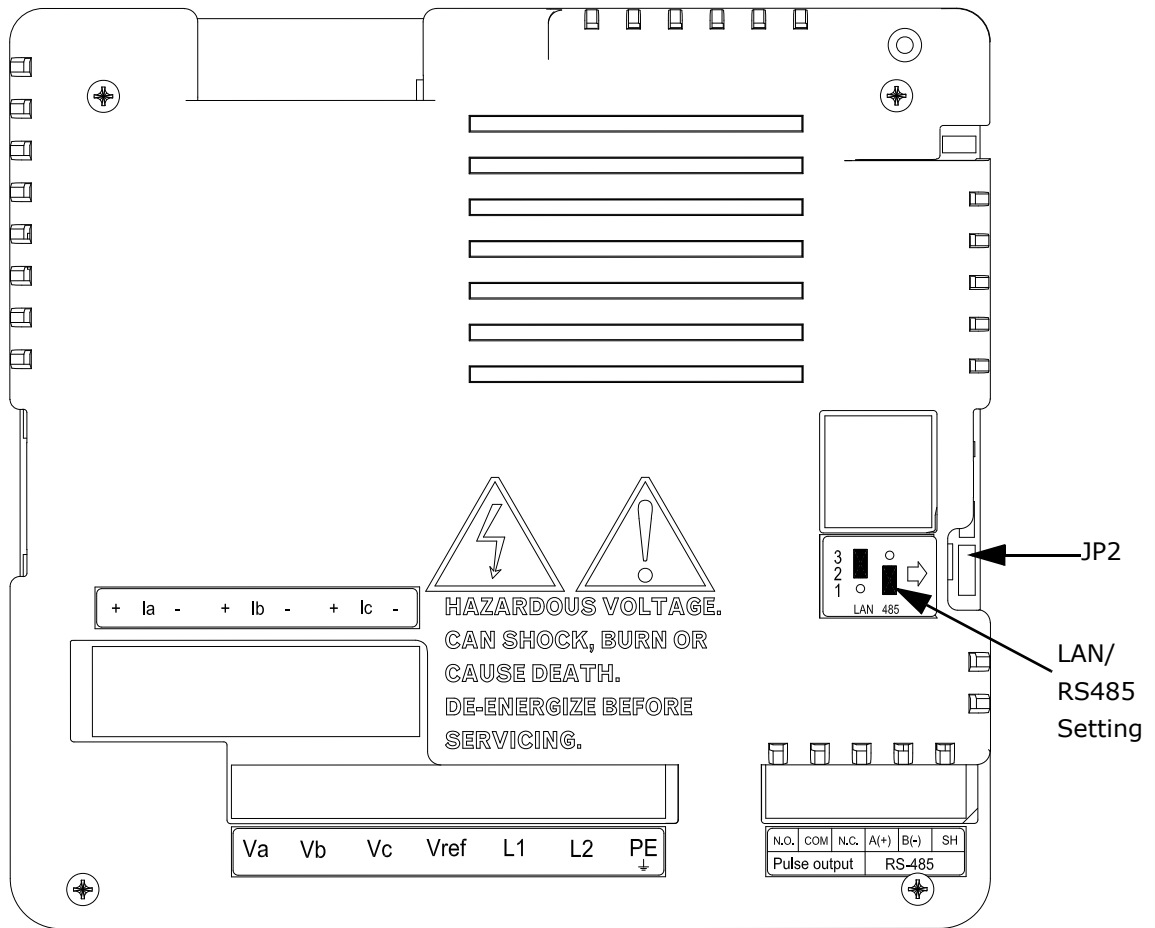 3
2
1
LAN 485
JP2
LAN/
RS485
Setting
+ Ia - + Ib - + Ic -
HAZARDOUS VOLTAGE.
CAN SHOCK, BURN OR
CAUSE DEATH.
DE-ENERGIZE BEFORE
SERVICING.
Va Vb Vc Vref L1 L2 PE
N.O. COM N.C. A(+) B(-) SH
Pulse output RS-485